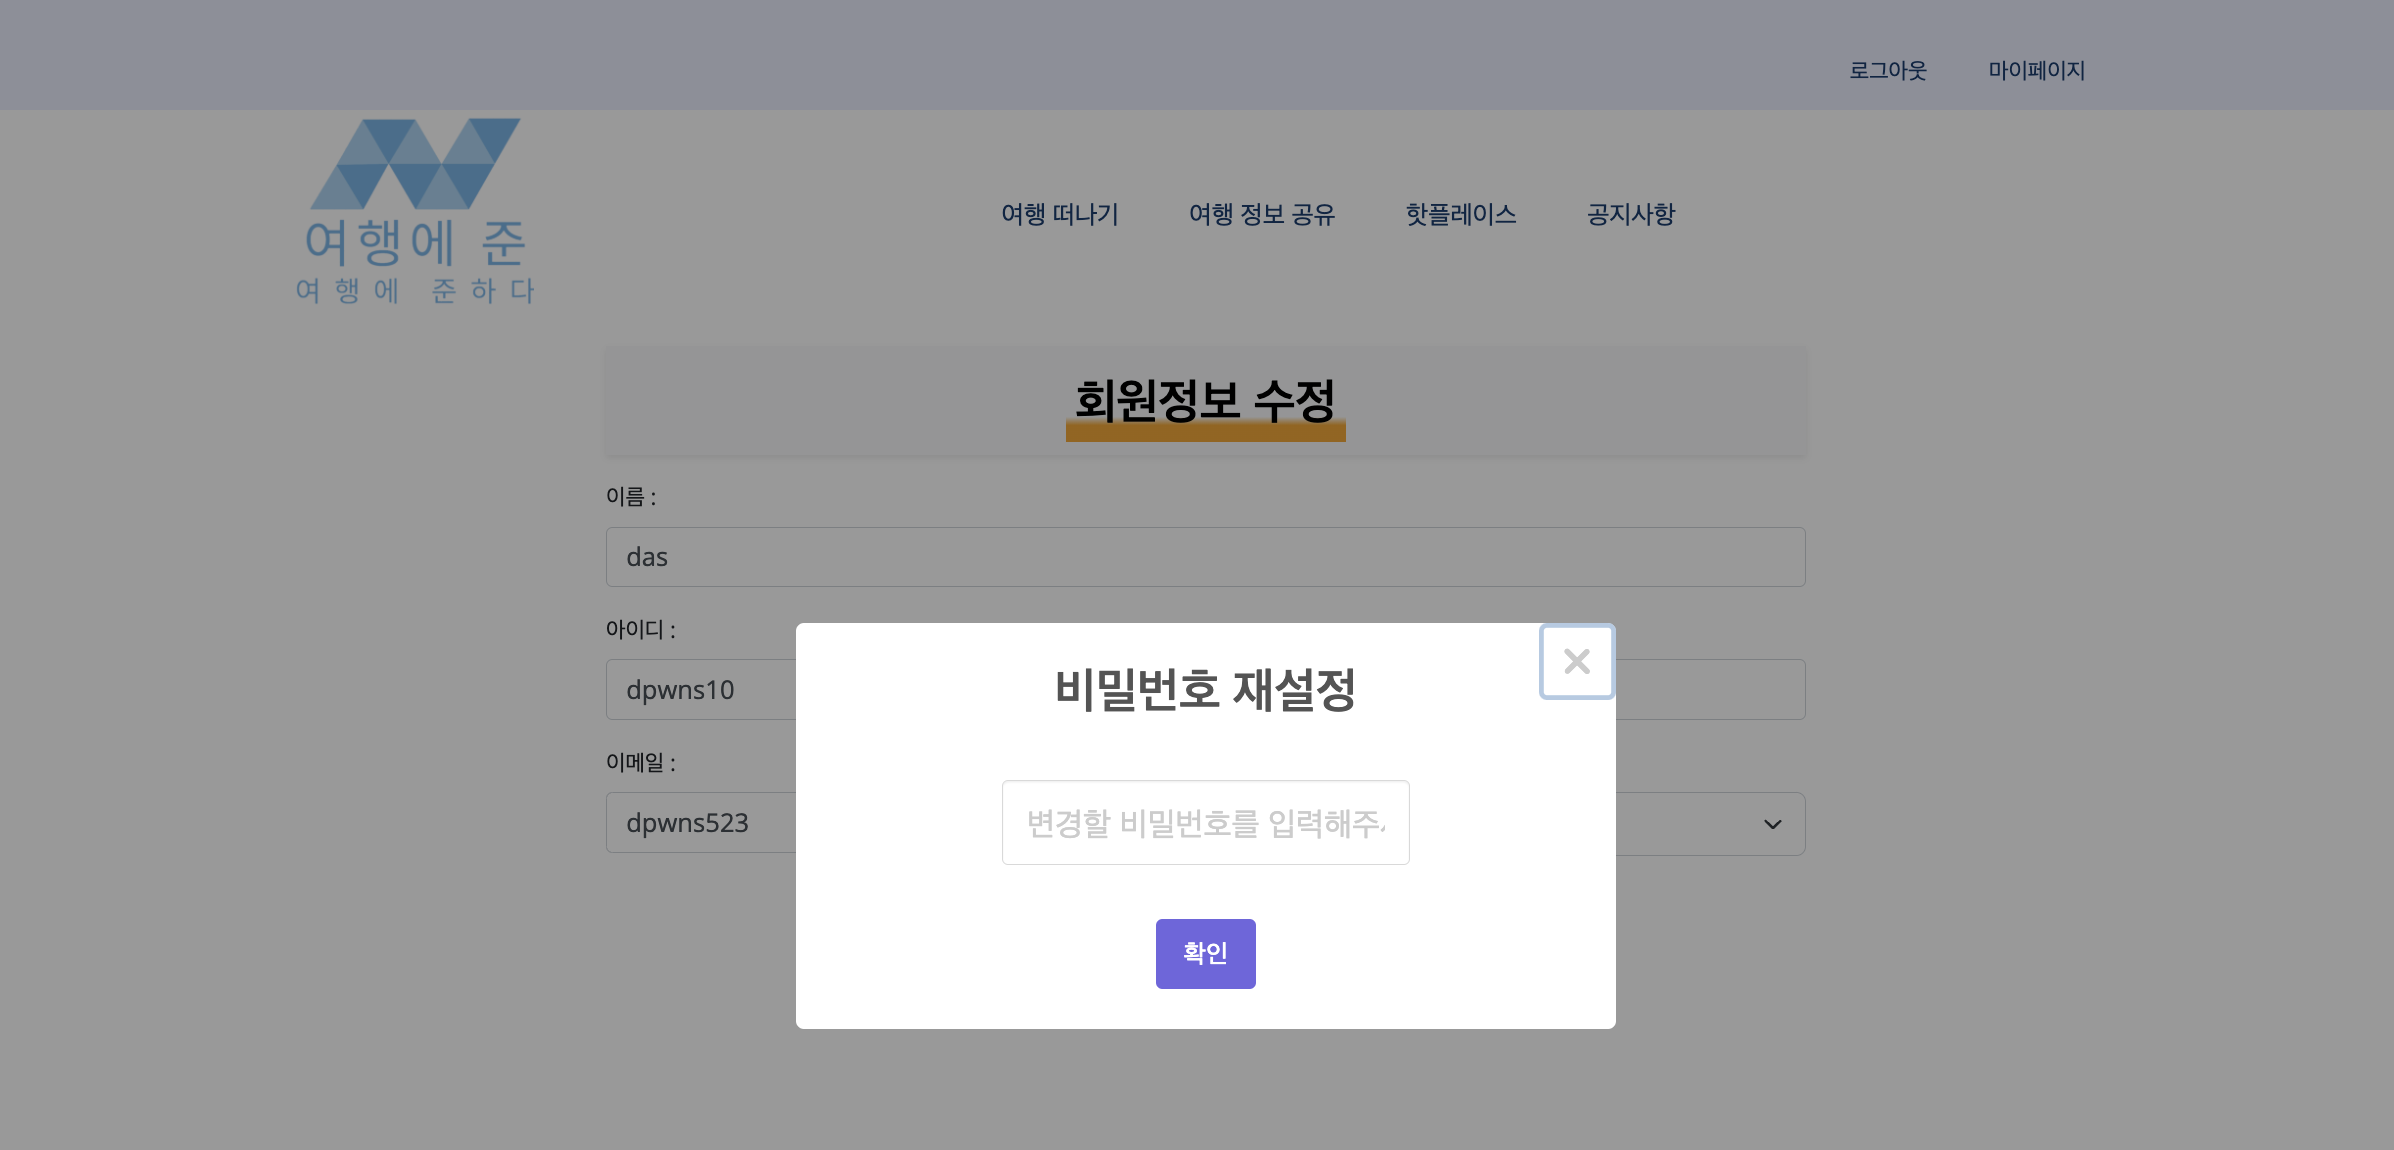 로그아웃 마이페이지
여행에 준
여행에 준하다
여행 떠나기 여행 정보 공유 핫플레이스 공지사항
회원정보 수정
이름 :
das
아이디 :
dpwns10
이메일 :
dpwns523
비밀번호 재설정
변경할 비밀번호를 입력해주
확인